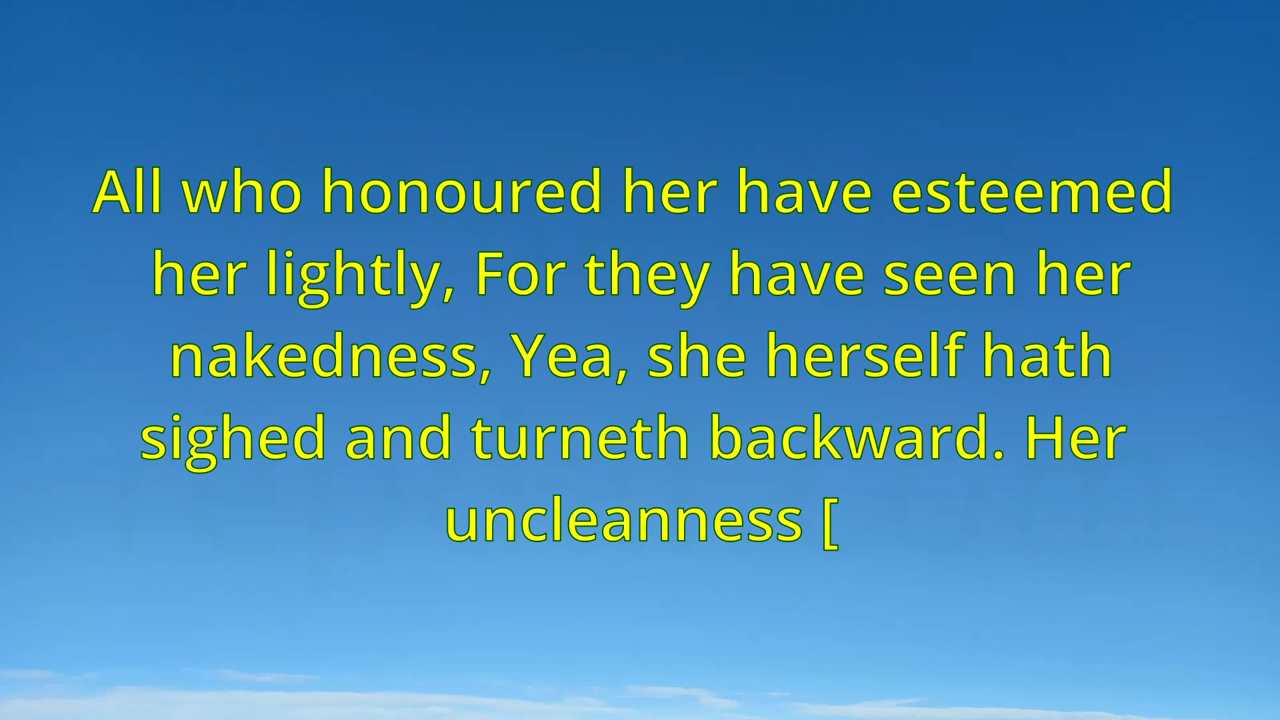 All who honoured her have esteemed
her lightly, For they have seen her
nakedness, Yea, she herself hath
sighed and turneth backward. Her
uncleanness [